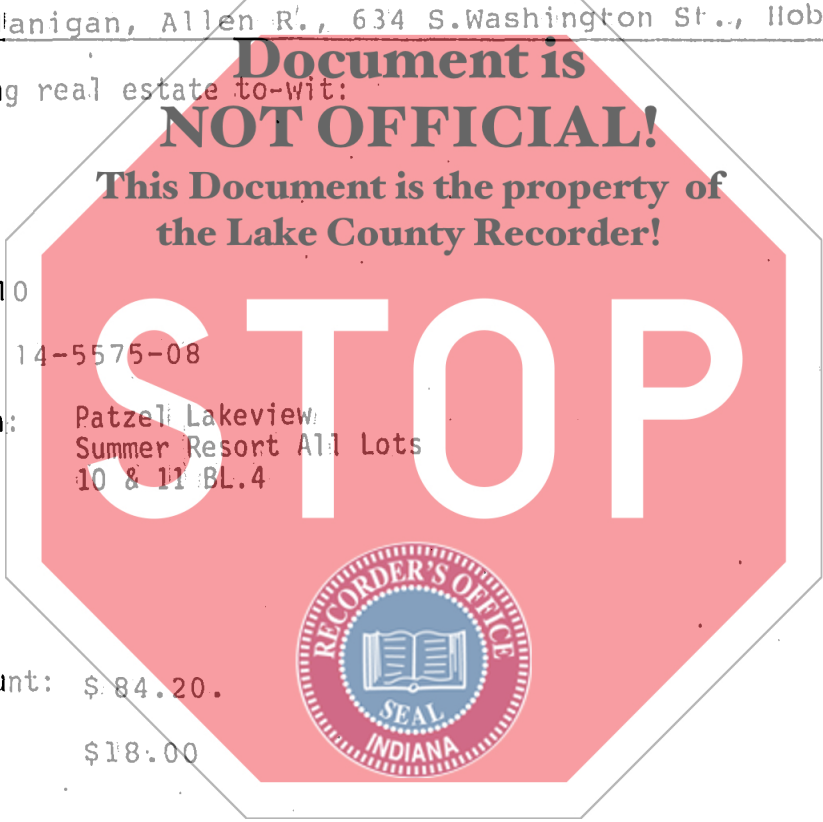 lanigan, Allen R., 634 S.Washington St., Hob
Document is
g real estate to-wit:
NOT OFFICIAL!
This Document is the property of
the Lake County Recorder!
10
14-5575-08
STOP
: Patzel Lakeview
Summer Resort All Lots
10 & 11 BL.4
RECORDER'S OFFICE
SEAL
INDIANA
unt: $ 84.20.
$18.00